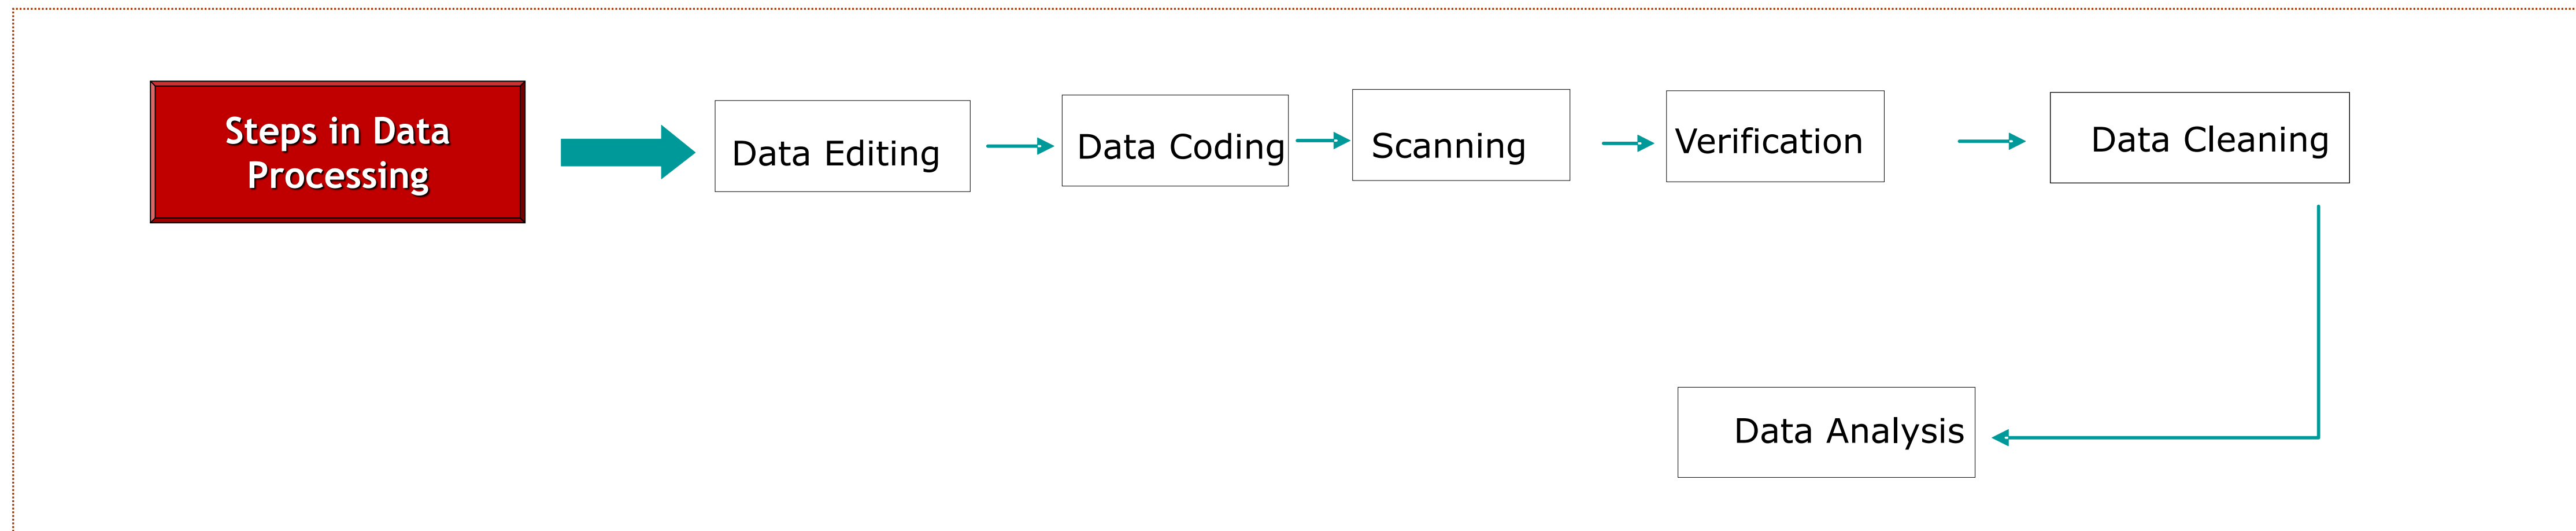 Steps in Data
Processing
Data Editing
Data Coding
Scanning
Verification
Data Cleaning
Data Analysis